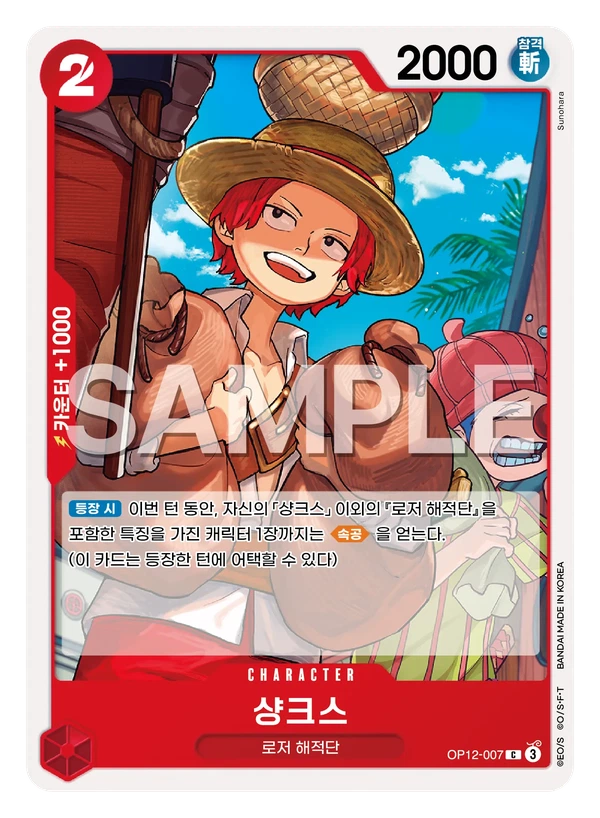 2
2000
참격
斬
Sunohara
카운터 +1000
SAMPLE
등장 시 이번 턴 동안, 자신의 「샹크스」 이외의 『로저 해적단』을
포함한 특징을 가진 캐릭터 1장까지는 속공 을 얻는다.
(이 카드는 등장한 턴에 어택할 수 있다)
CHARACTER
샹크스
로저 해적단
OP12-007 C 3
©EO/S ©O/S·F·T BANDAI MADE IN KOREA